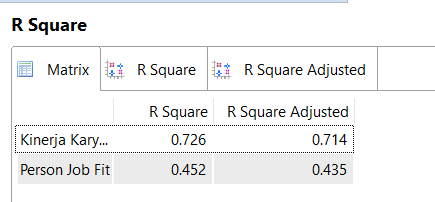 R Square
Matrix R Square R Square Adjusted
R Square R Square Adjusted
Kinerja Kary... 0.726 0.714
Person Job Fit 0.452 0.435